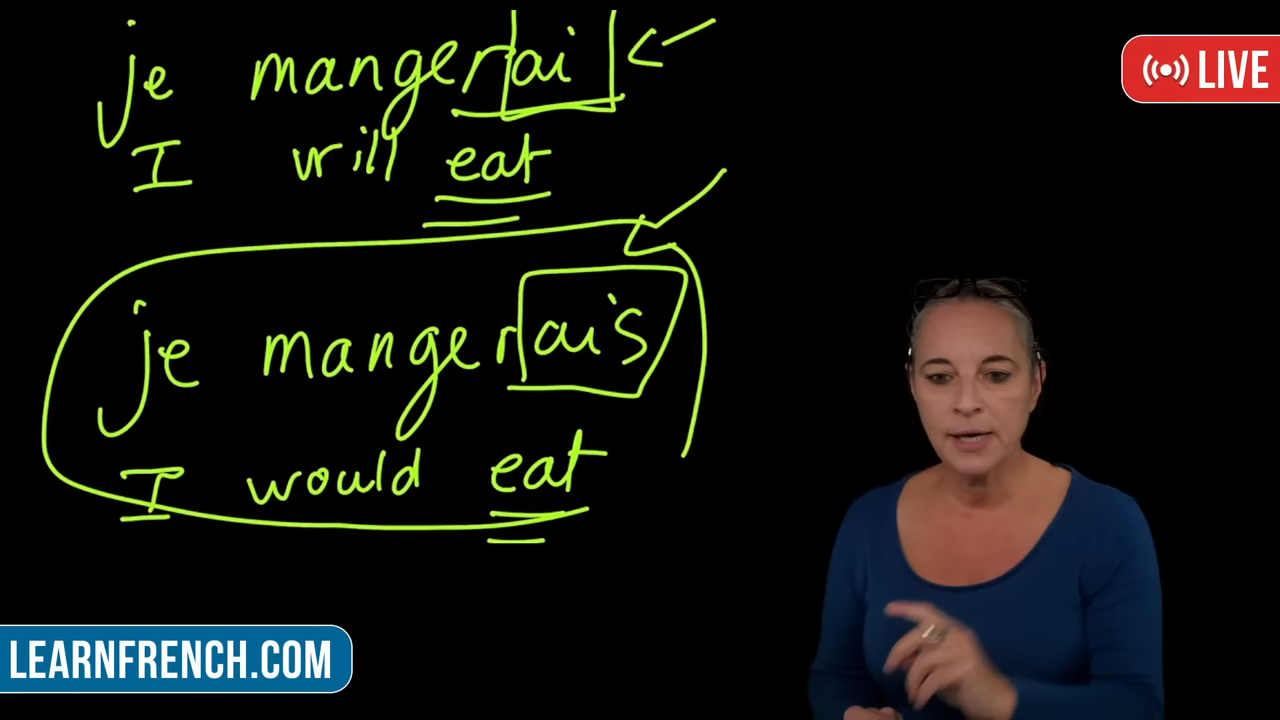 je mangerai
LIVE
I will eat
je mangerais
I would eat
LEARNFRENCH.COM